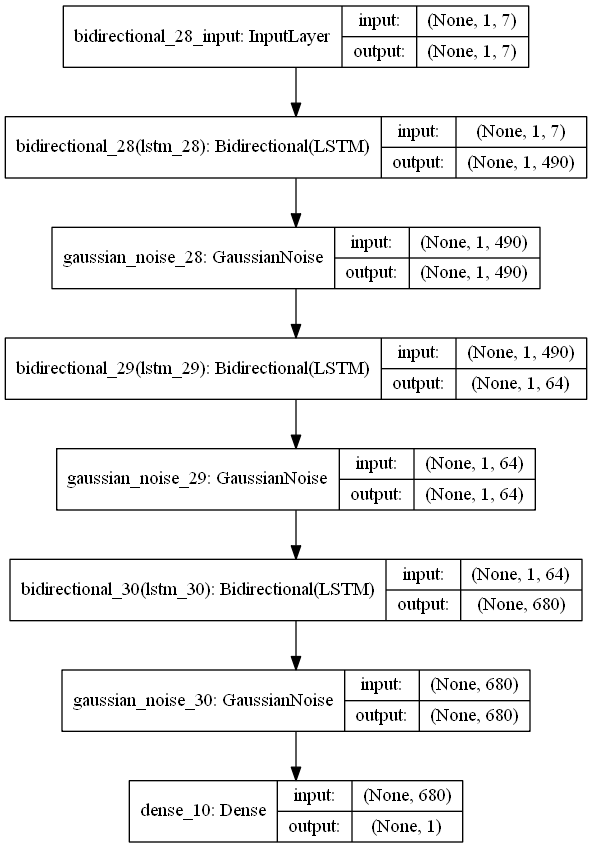 bidirectional_28_input: InputLayer
input: (None, 1, 7)
output: (None, 1, 7)
bidirectional_28(lstm_28): Bidirectional(LSTM)
input: (None, 1, 7)
output: (None, 1, 490)
gaussian_noise_28: GaussianNoise
input: (None, 1, 490)
output: (None, 1, 490)
bidirectional_29(lstm_29): Bidirectional(LSTM)
input: (None, 1, 490)
output: (None, 1, 64)
gaussian_noise_29: GaussianNoise
input: (None, 1, 64)
output: (None, 1, 64)
bidirectional_30(lstm_30): Bidirectional(LSTM)
input: (None, 1, 64)
output: (None, 680)
gaussian_noise_30: GaussianNoise
input: (None, 680)
output: (None, 680)
dense_10: Dense
input: (None, 680)
output: (None, 1)